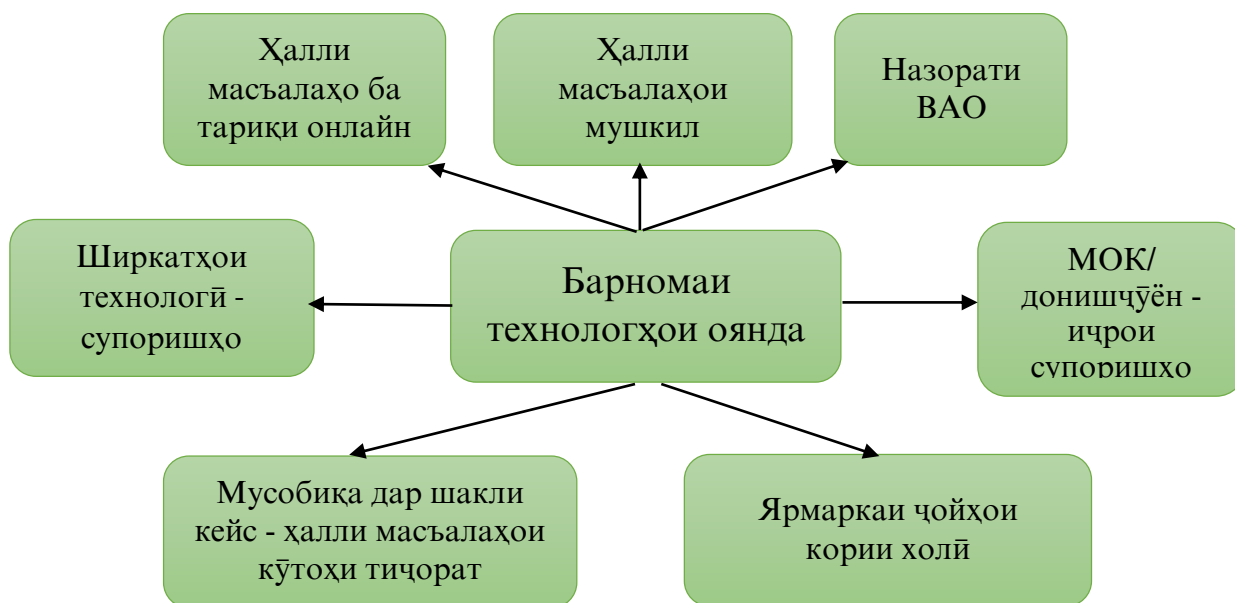 Ҳалли
масъалаҳо ба
тариқи онлайн
Ҳалли
масъалаҳои
мушкил
Назорати
ВАО
Ширкатҳои
технологӣ -
супоришҳо
Барномаи
технологҳои оянда
МОК/
донишҷӯён -
иҷрои
супоришҳо
Мусобиқа дар шакли
кейс - ҳалли масъалаҳои
кӯтоҳи тиҷорат
Ярмаркаи ҷойҳои
кории холӣ